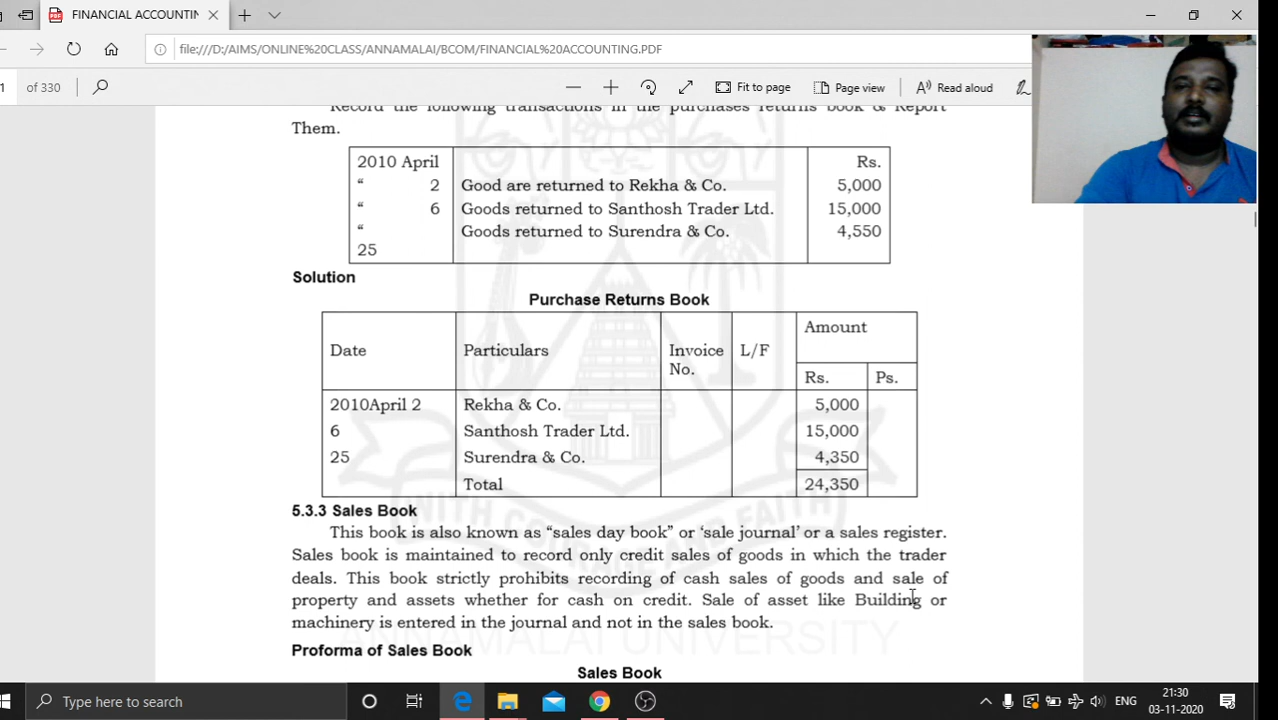 FINANCIAL ACCOUNTIN
file:///D:/AIMS/ONLINE%20CLASS/ANNAMALAI/BCOM/FINANCIAL%20ACCOUNTING.PDF
1 of 330 Fit to page Page view Read aloud
Record the following transactions in the purchases returns book & Report
Them.
2010 April Rs.
“ 2 Good are returned to Rekha & Co. 5,000
“ 6 Goods returned to Santhosh Trader Ltd. 15,000
“ Goods returned to Surendra & Co. 4,550
25
Solution
Purchase Returns Book
Date Particulars Invoice No. L/F Amount
Rs. Ps.
2010April 2 Rekha & Co. 5,000
6 Santhosh Trader Ltd. 15,000
25 Surendra & Co. 4,350
Total 24,350
5.3.3 Sales Book
This book is also known as “sales day book” or ‘sale journal’ or a sales register.
Sales book is maintained to record only credit sales of goods in which the trader
deals. This book strictly prohibits recording of cash sales of goods and sale of
property and assets whether for cash on credit. Sale of asset like Building or
machinery is entered in the journal and not in the sales book.
WITH COURAGE AND FAITH
ANNAMALAI UNIVERSITY
Proforma of Sales Book
Sales Book
Type here to search
ENG
21:30
03-11-2020